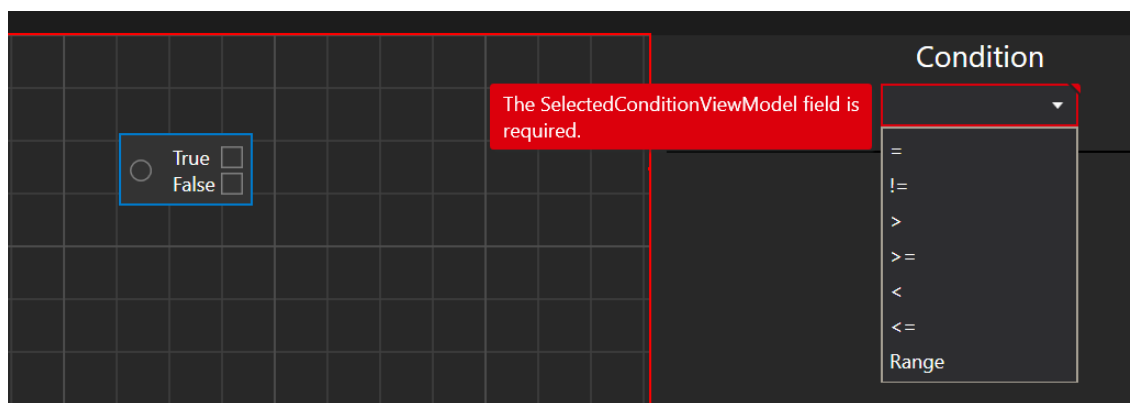 Condition
The SelectedConditionViewModel field is
required.
True
False
=
!=
>
>=
<
<=
Range